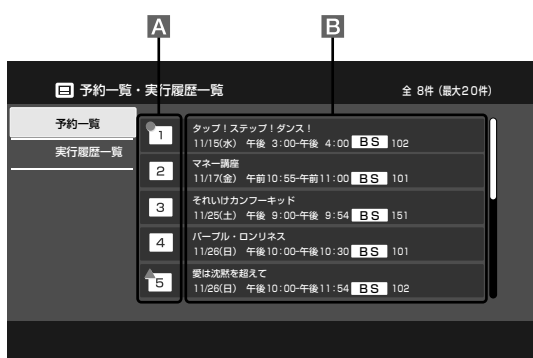 A
B
予約一覧・実行履歴一覧
全 8件 (最大20件)
予約一覧
実行履歴一覧
1
タップ！ステップ！ダンス！
11/15(水) 午後 3:00-午後 4:00 BS 102
2
マネー講座
11/17(金) 午前10:55-午前11:00 BS 101
3
それいけカンフーキッド
11/25(土) 午後 9:00-午後 9:54 BS 151
4
パープル・ロンリネス
11/26(日) 午後10:00-午後10:30 BS 101
5
愛は沈黙を超えて
11/26(日) 午後10:00-午後11:54 BS 102